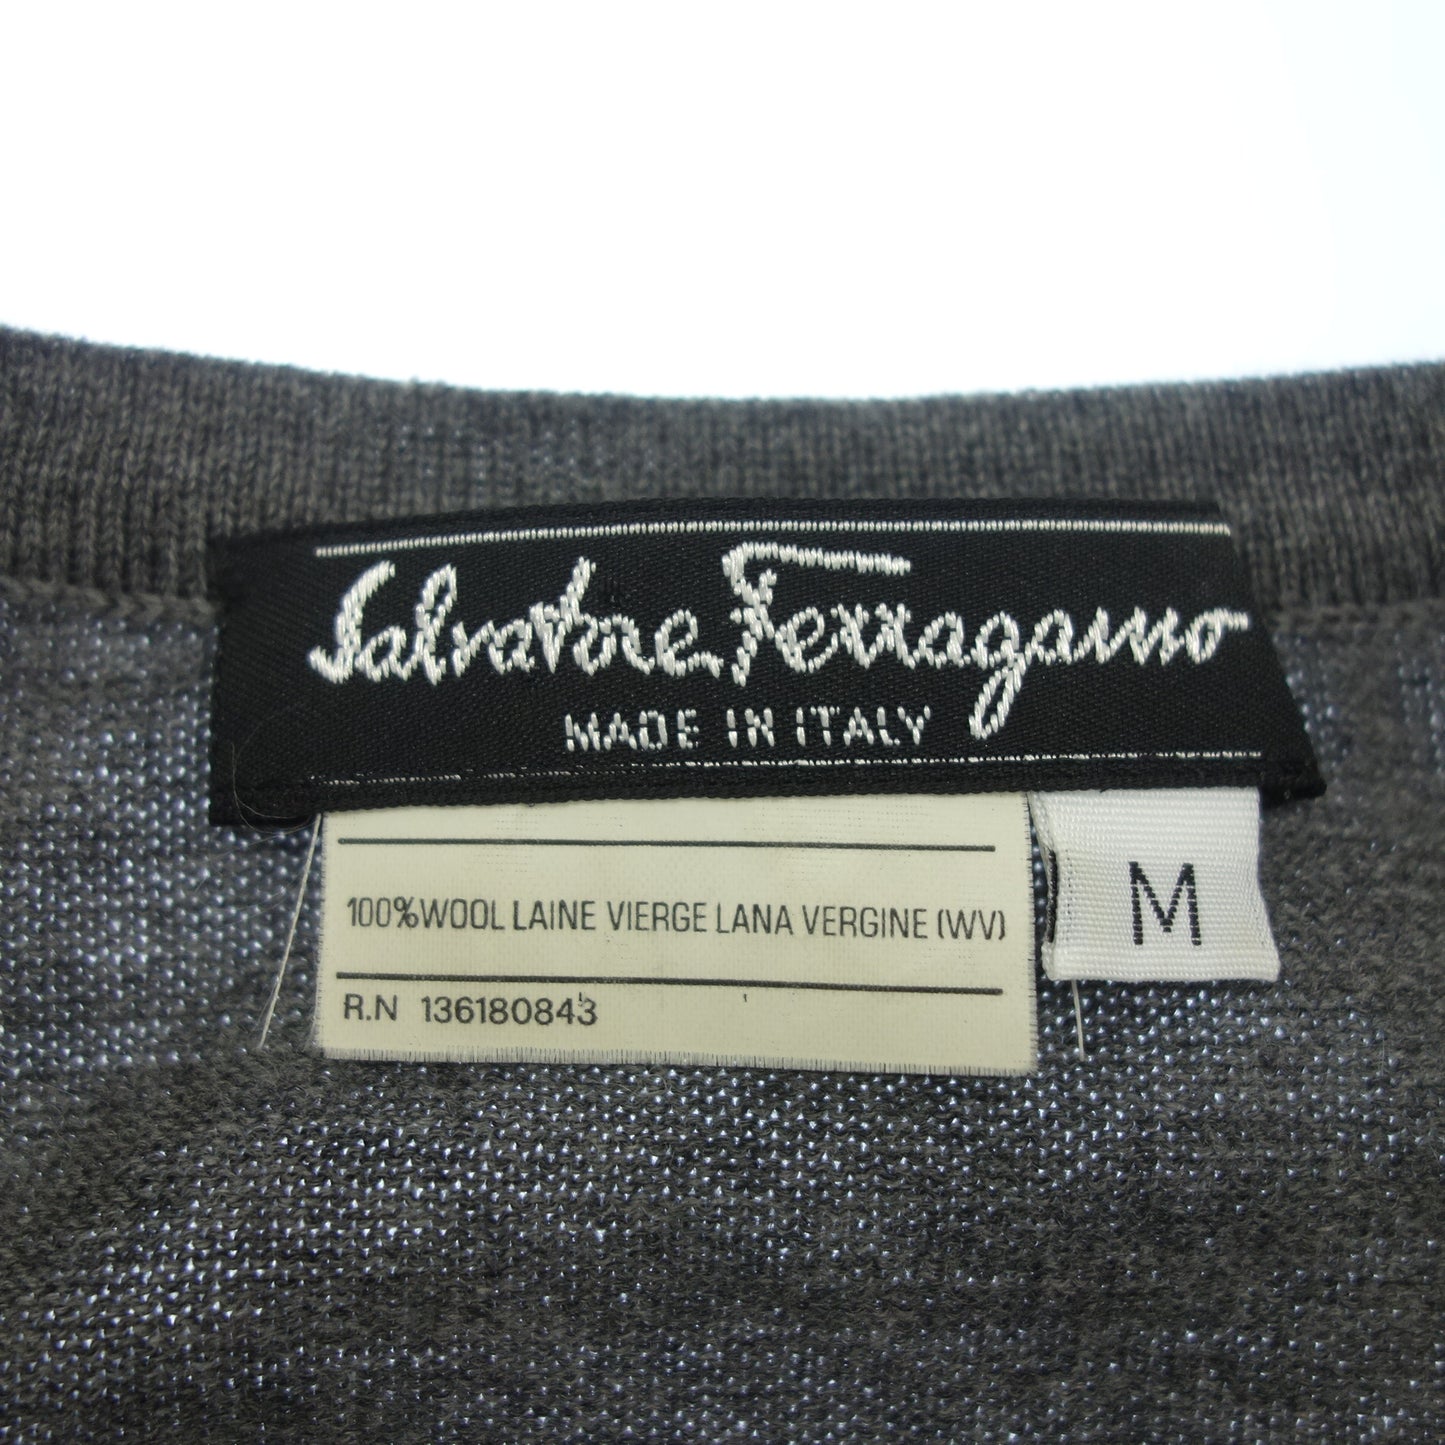 Salvatore Ferragamo
MADE IN ITALY
100%WOOL LAINE VIERGE LANA VERGINE (WV)
M
R.N 136180843